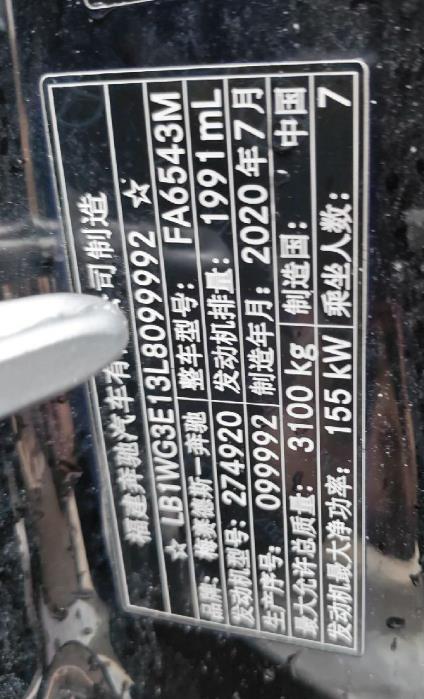 福建奔驰汽车有 公司制造
☆ LB1WG3E13L8099992 ☆
品牌: 梅赛德斯-奔驰 整车型号: FA6543M
发动机型号: 274920 发动机排量: 1991 mL
生产序号: 099992 制造年月: 2020 年 7 月
最大允许总质量: 3100 kg 制造国: 中国
发动机最大净功率: 155 kW 乘坐人数: 7